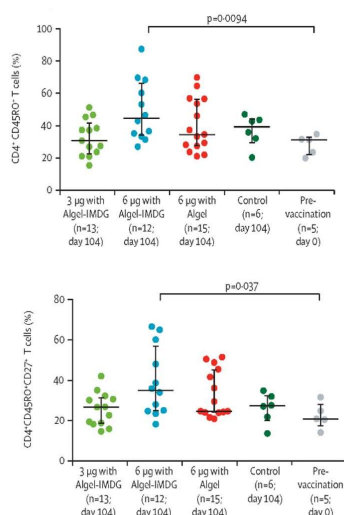 p=0·0094
CD4⁺ CD45RO⁺ T cells (%)
100
80
60
40
20
0
3 µg with
Algel-IMDG
(n=13;
day 104)
6 µg with
Algel-IMDG
(n=12;
day 104)
6 µg with
Algel
(n=15;
day 104)
Control
(n=6;
day 104)
Pre-
vaccination
(n=5;
day 0)
p=0·037
CD4⁺CD45RO⁺CD27⁺ T cells (%)
80
60
40
20
0
3 µg with
Algel-IMDG
(n=13;
day 104)
6 µg with
Algel-IMDG
(n=12;
day 104)
6 µg with
Algel
(n=15;
day 104)
Control
(n=6;
day 104)
Pre-
vaccination
(n=5;
day 0)